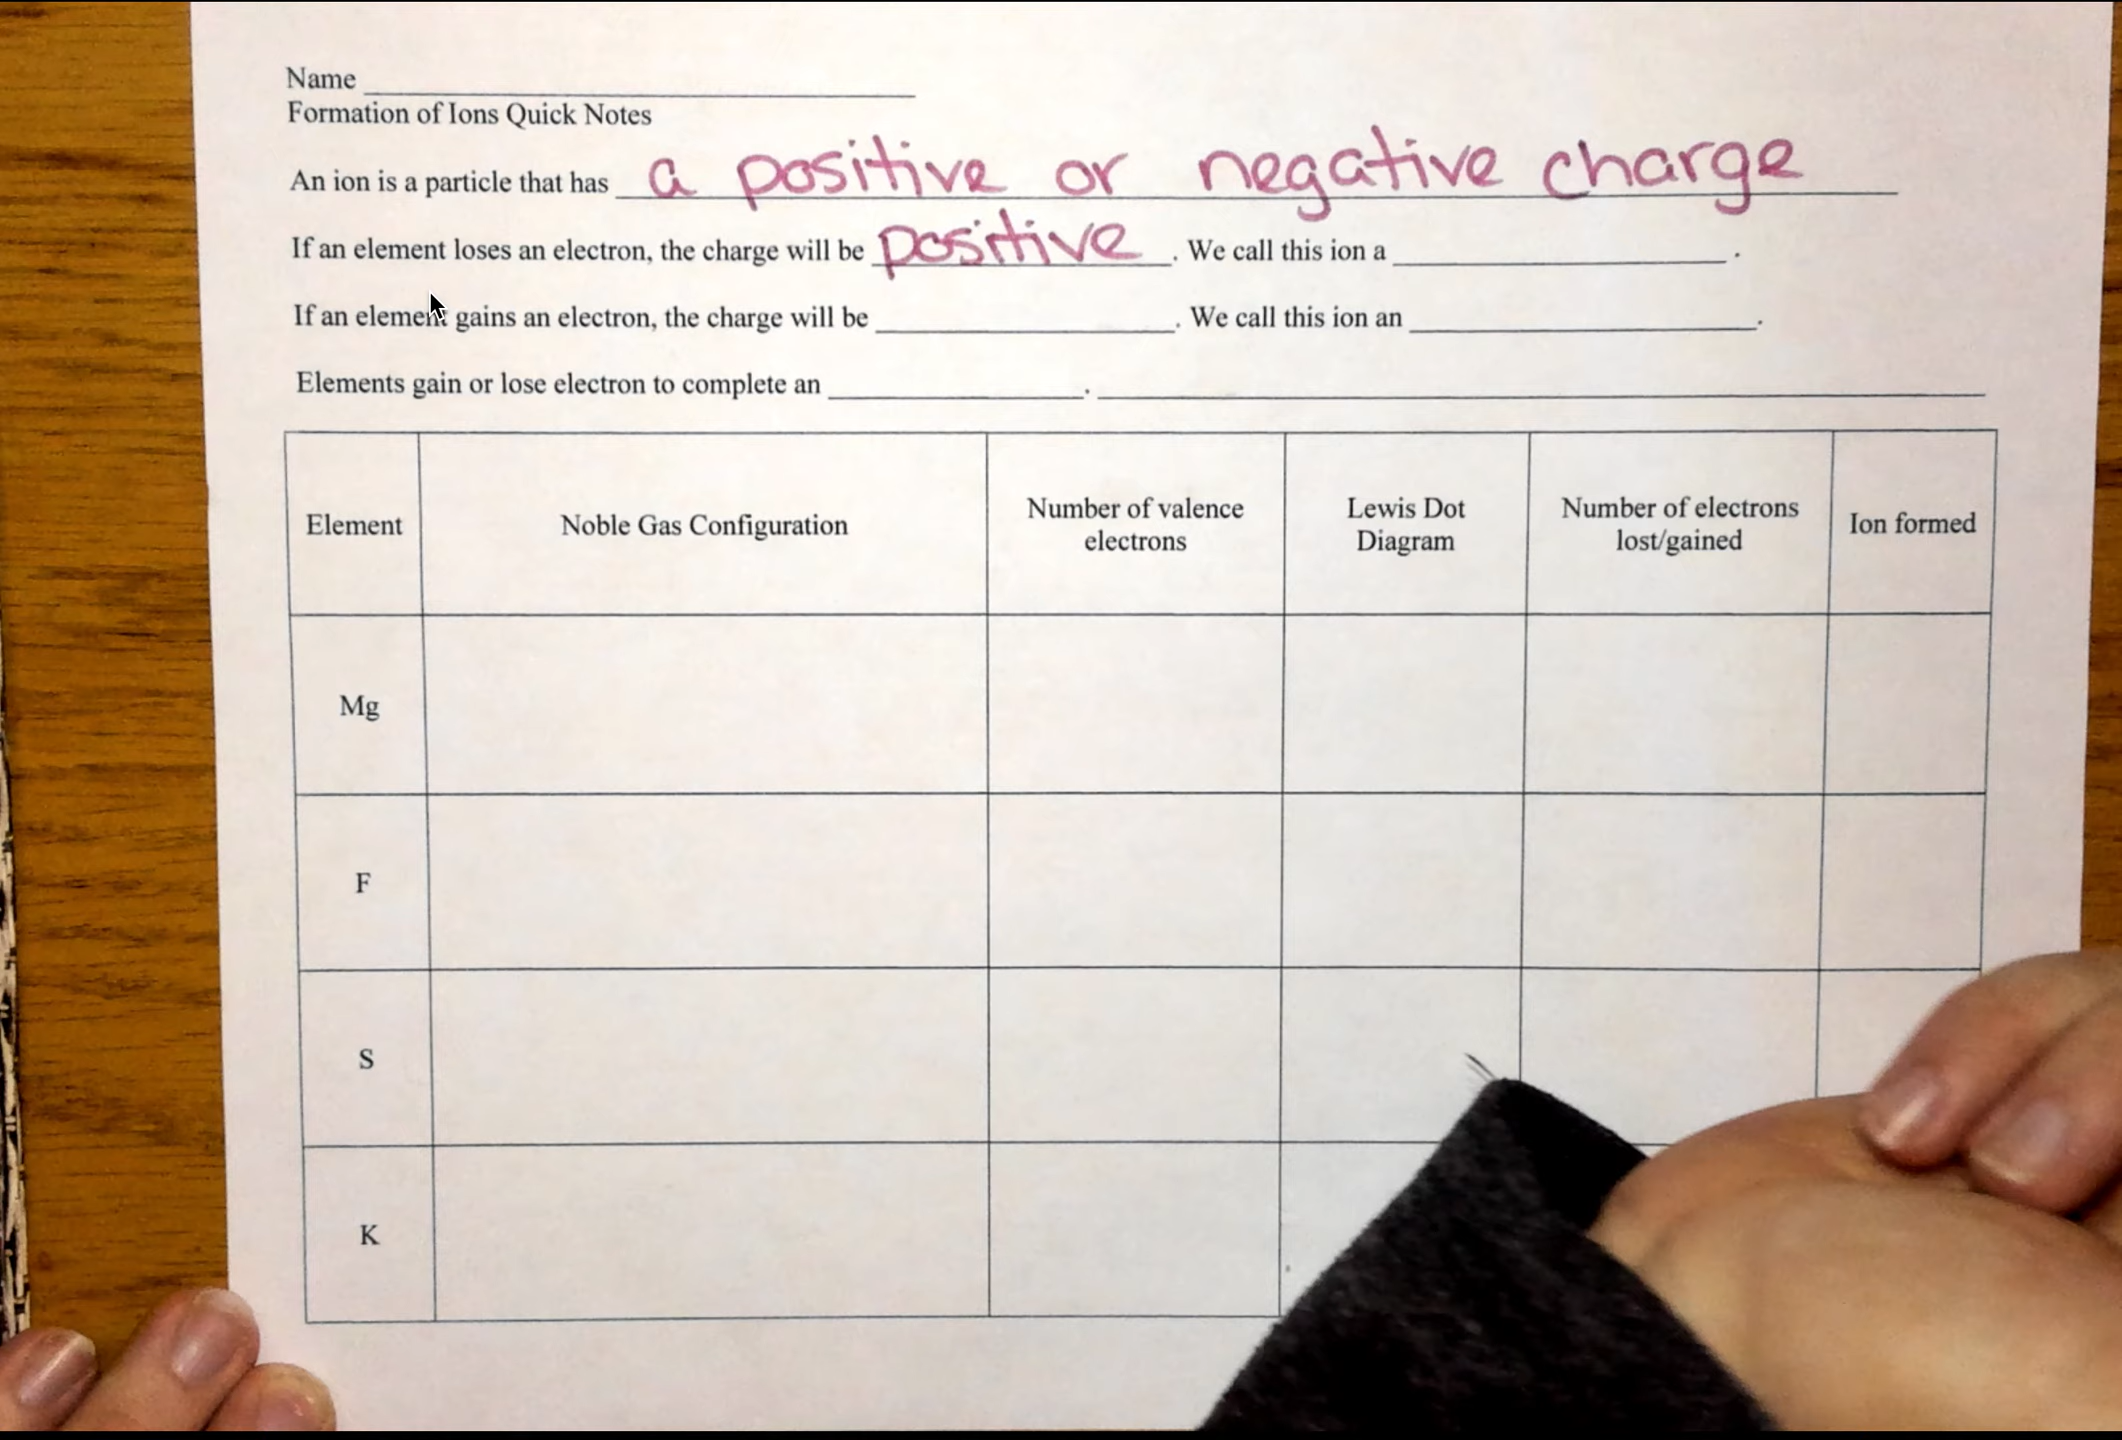 Name
Formation of Ions Quick Notes
An ion is a particle that has a positive or negative charge
If an element loses an electron, the charge will be positive. We call this ion a .
If an element gains an electron, the charge will be . We call this ion an .
Elements gain or lose electron to complete an .
Element
Noble Gas Configuration
Number of valence
electrons
Lewis Dot
Diagram
Number of electrons
lost/gained
Ion formed
Mg
F
S
K